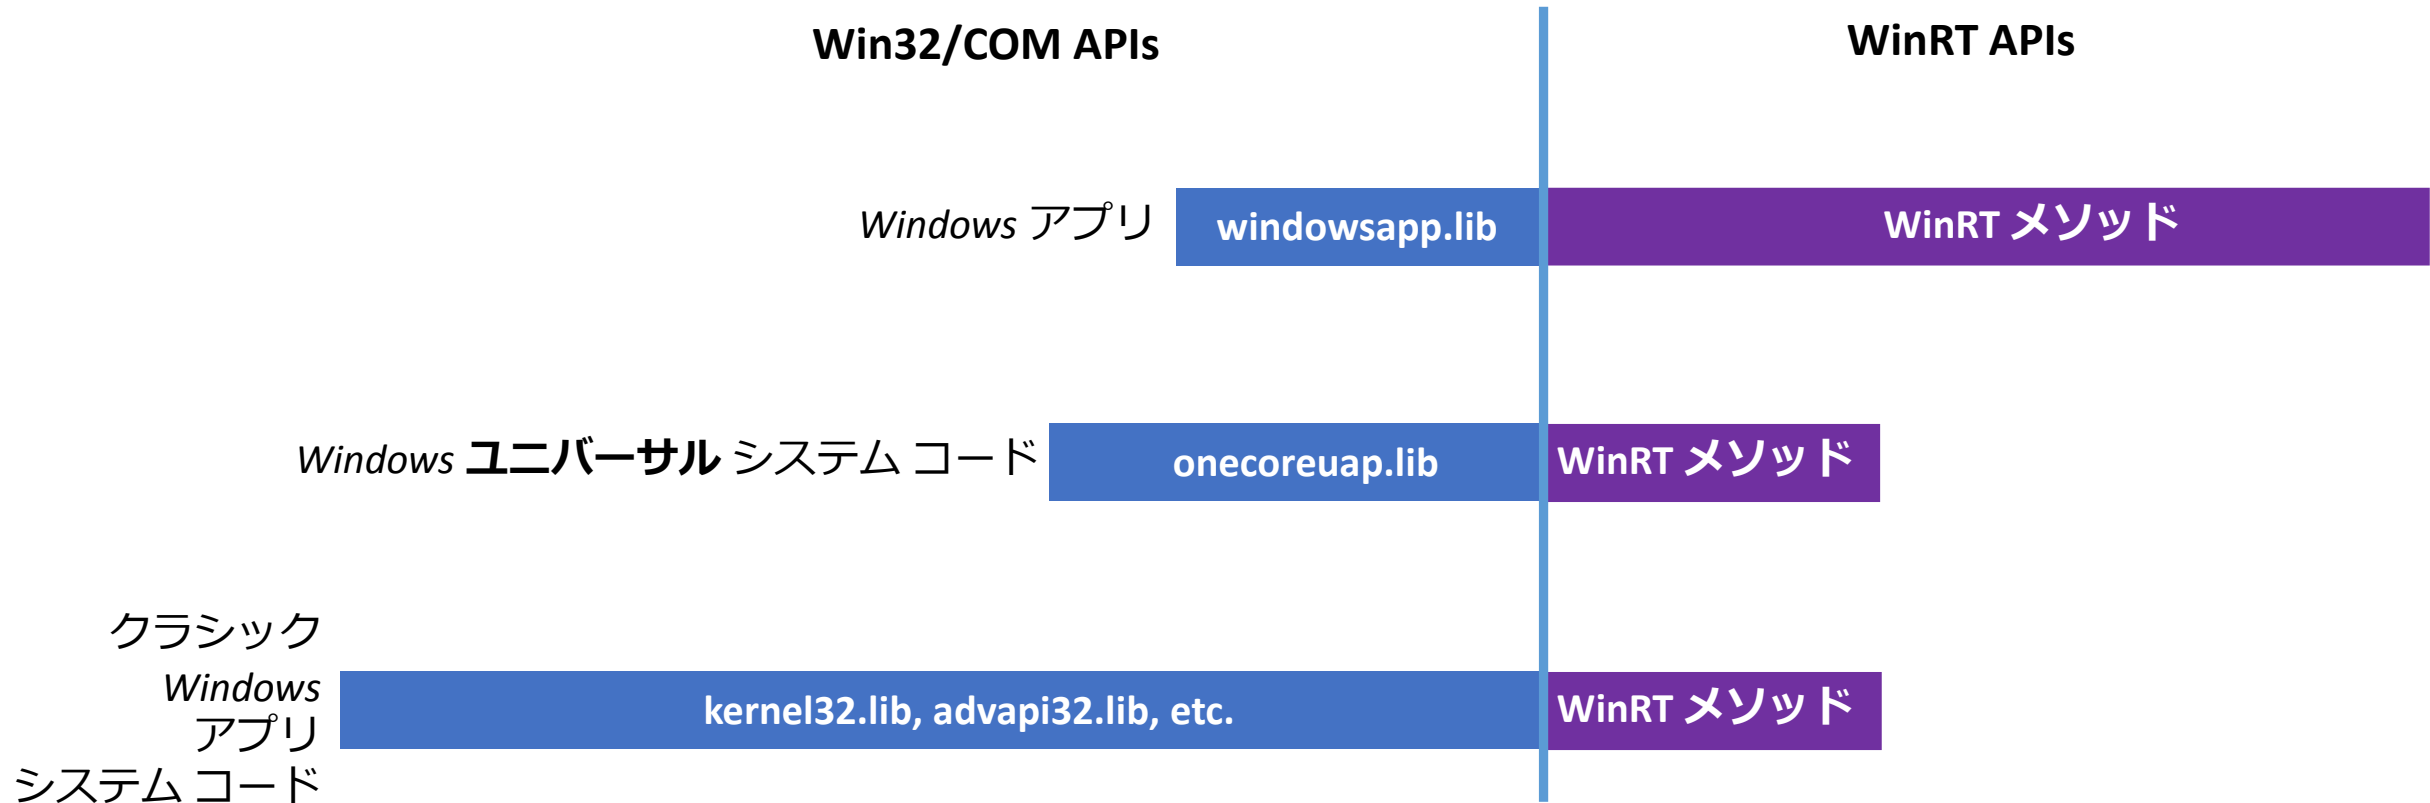 Win32/COM APIs
WinRT APIs
Windows アプリ
windowsapp.lib
WinRT メソッド
Windows ユニバーサル システム コード
onecoreuap.lib
WinRT メソッド
クラシック
Windows
アプリ
システム コード
kernel32.lib, advapi32.lib, etc.
WinRT メソッド